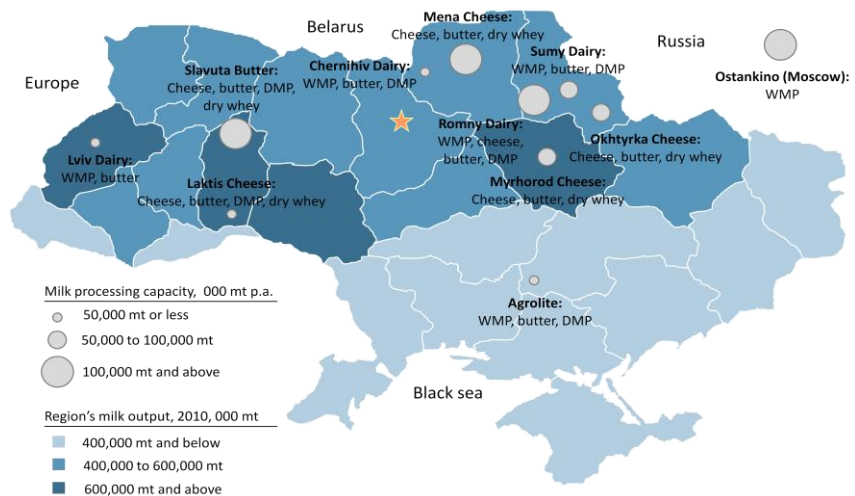 Mena Cheese:
Cheese, butter, dry whey
Belarus
Sumy Dairy:
WMP, butter, DMP
Russia
Ostankino (Moscow):
WMP
Europe
Slavuta Butter:
Cheese, butter, DMP,
dry whey
Chernihiv Dairy:
WMP, butter, DMP
Romny Dairy:
WMP, cheese,
butter, DMP
Okhtyrka Cheese:
Cheese, butter, dry whey
Lviv Dairy:
WMP, butter
Laktis Cheese:
Cheese, butter, DMP, dry whey
Myrhorod Cheese:
Cheese, butter, dry whey
Agrolite:
WMP, butter, DMP
Black sea
Milk processing capacity, 000 mt p.a.
50,000 mt or less
50,000 to 100,000 mt
100,000 mt and above
Region's milk output, 2010, 000 mt
400,000 mt and below
400,000 to 600,000 mt
600,000 mt and above